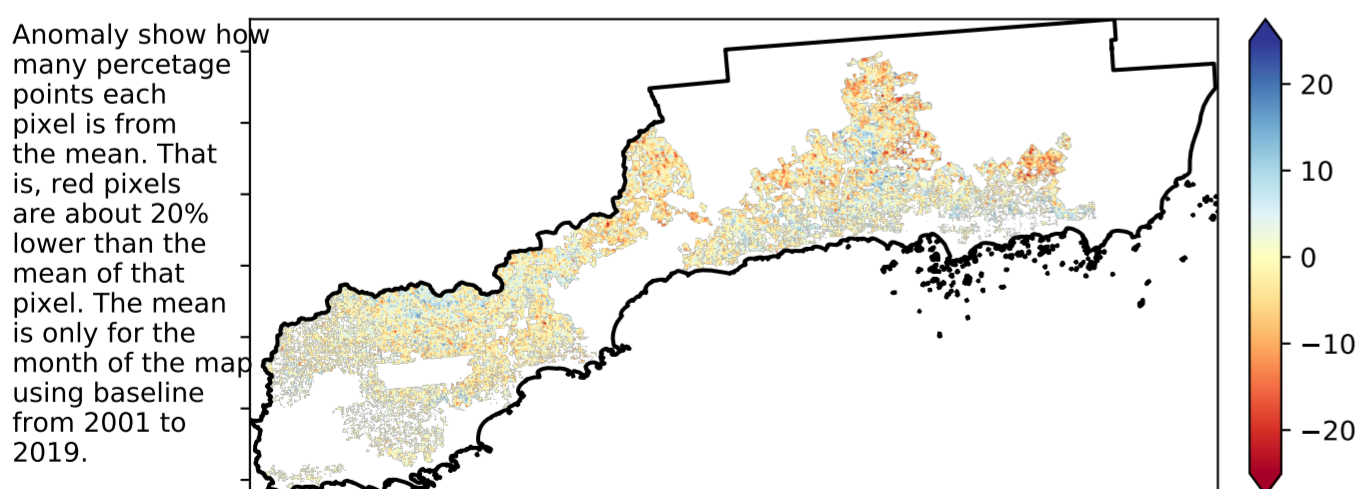 Anomaly show how
many percetage
points each
pixel is from
the mean. That
is, red pixels
are about 20%
lower than the
mean of that
pixel. The mean
is only for the
month of the map
using baseline
from 2001 to
2019.
20
10
0
−10
−20